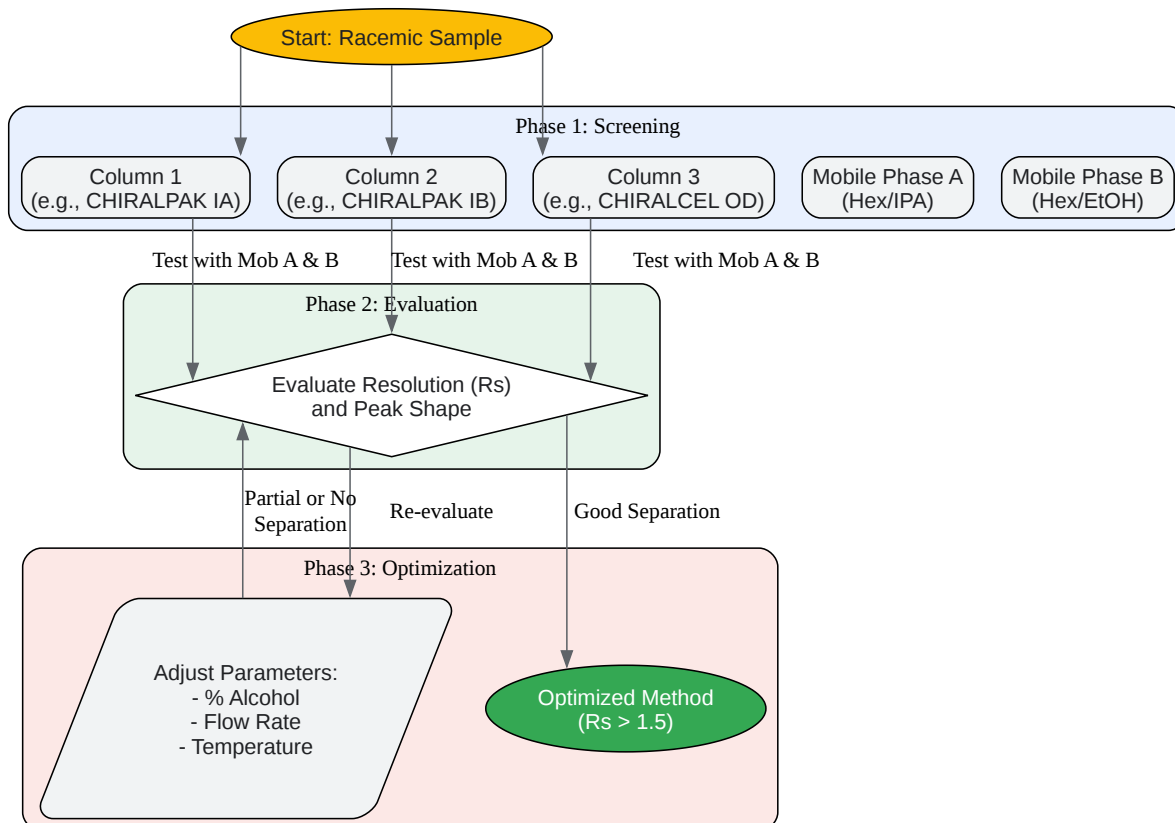 Start: Racemic Sample
Phase 1: Screening
Column 1
(e.g., CHIRALPAK IA)
Column 2
(e.g., CHIRALPAK IB)
Column 3
(e.g., CHIRALCEL OD)
Mobile Phase A
(Hex/IPA)
Mobile Phase B
(Hex/EtOH)
Test with Mob A & B
Test with Mob A & B
Test with Mob A & B
Phase 2: Evaluation
Evaluate Resolution (Rs)
and Peak Shape
Partial or No
Separation
Re-evaluate
Good Separation
Phase 3: Optimization
Adjust Parameters:
- % Alcohol
- Flow Rate
- Temperature
Optimized Method
(Rs > 1.5)